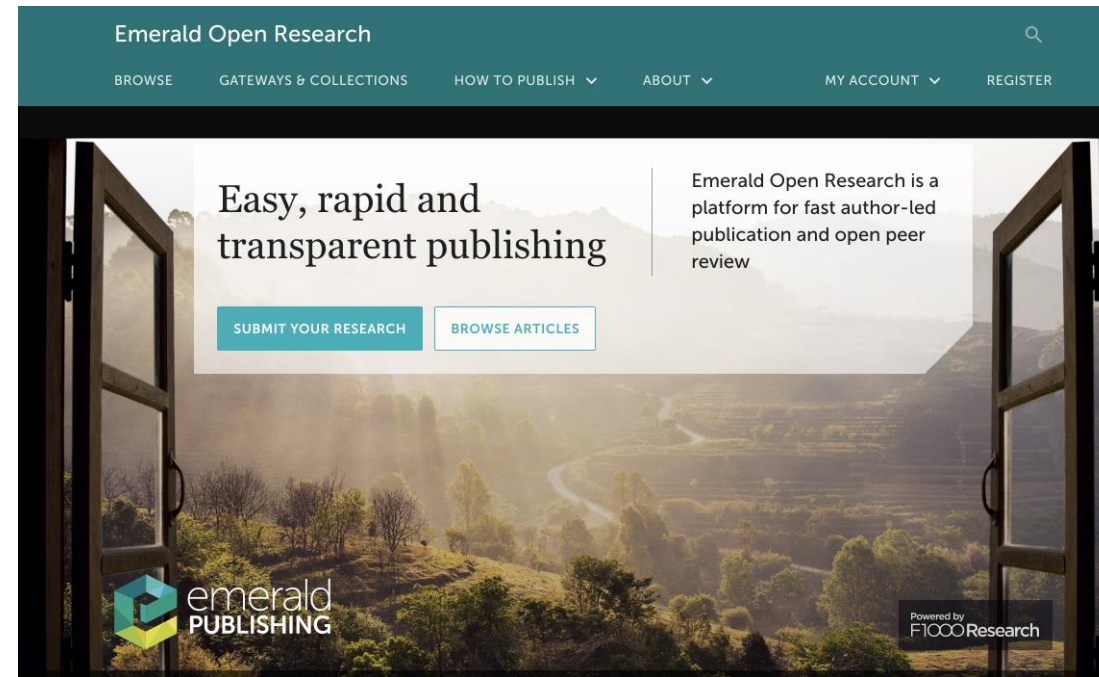 Emerald Open Research
BROWSE GATEWAYS & COLLECTIONS HOW TO PUBLISH ABOUT MY ACCOUNT REGISTER
Easy, rapid and
transparent publishing
Emerald Open Research is a
platform for fast author-led
publication and open peer
review
SUBMIT YOUR RESEARCH BROWSE ARTICLES
emerald
PUBLISHING
Powered by
F1000Research